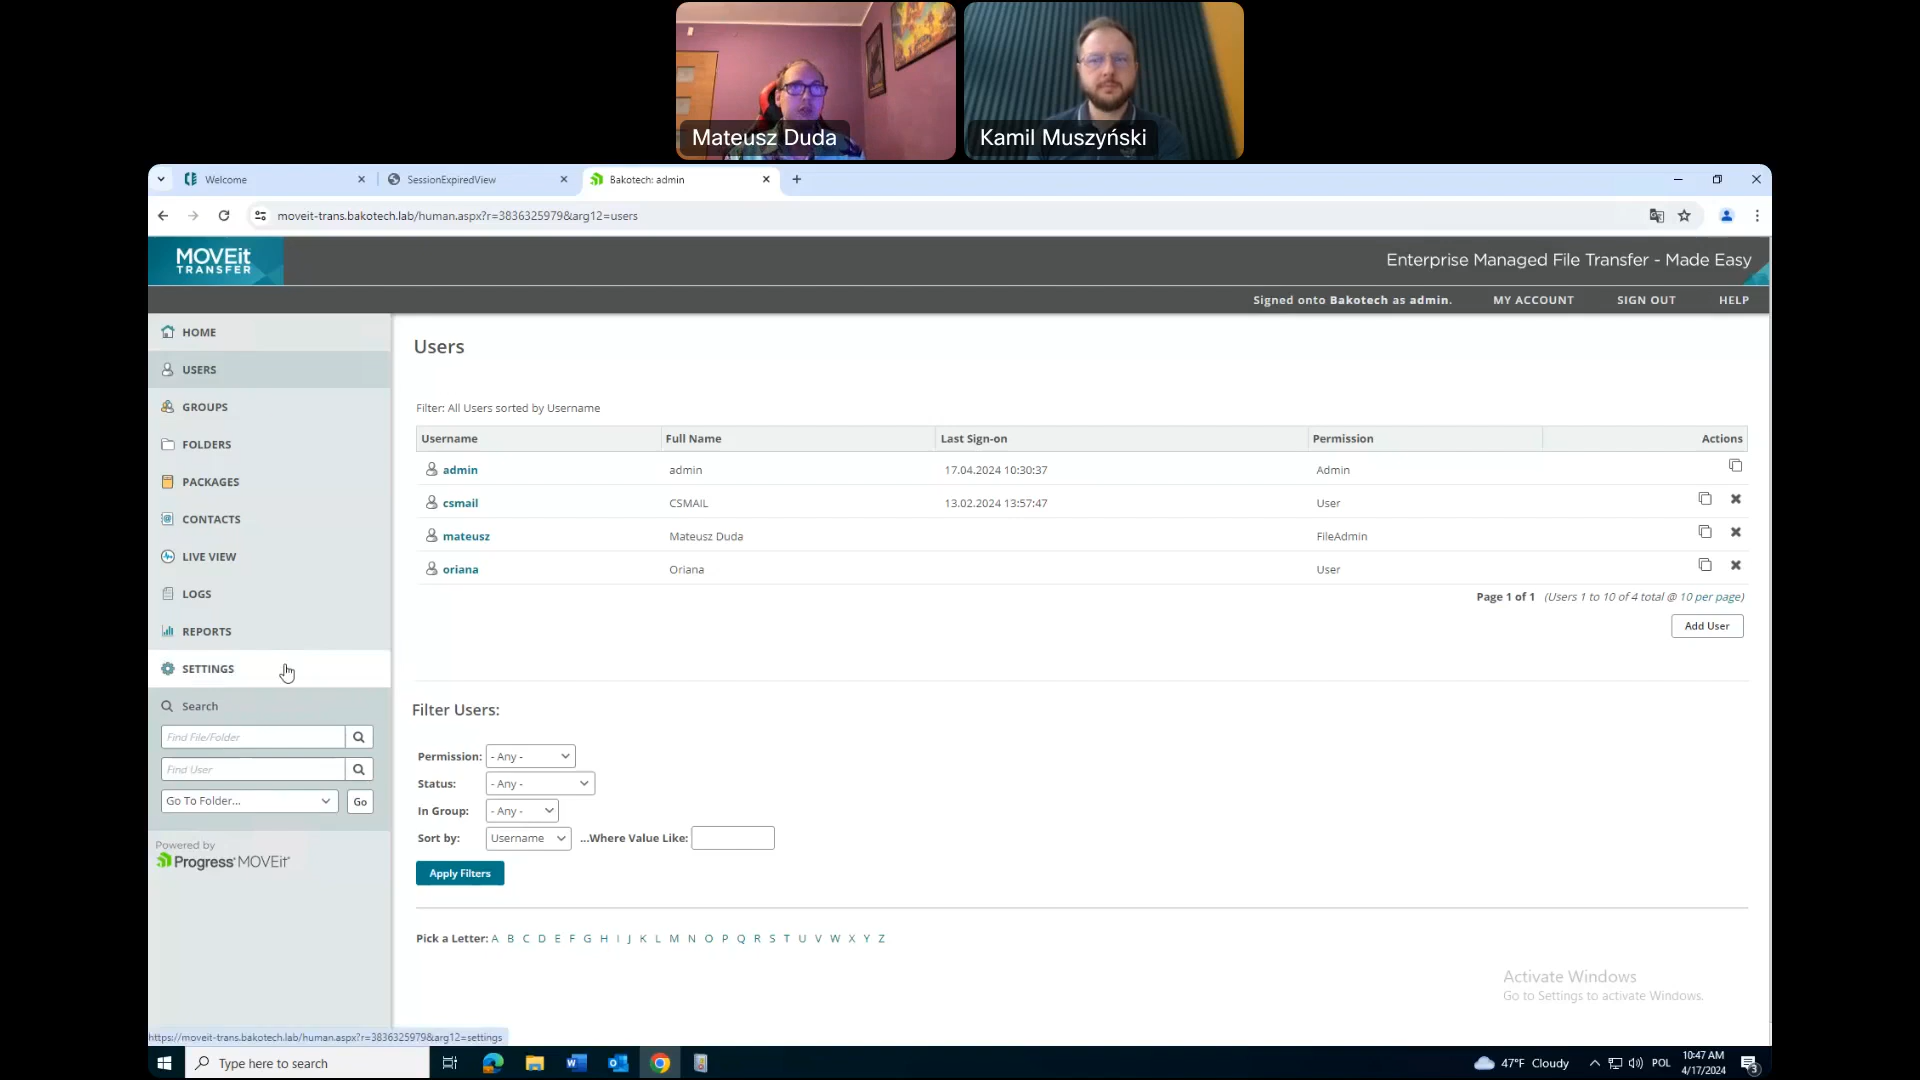 Mateusz Duda
Kamil Muszyński
Welcome
SessionExpiredView
Bakotech: admin
moveit-trans.bakotech.lab/human.aspx?r=3836325979&arg12=users
MOVEit
TRANSFER
Enterprise Managed File Transfer - Made Easy
Signed onto Bakotech as admin.
MY ACCOUNT
SIGN OUT
HELP
HOME
USERS
GROUPS
FOLDERS
PACKAGES
CONTACTS
LIVE VIEW
LOGS
REPORTS
SETTINGS
Search
Find File/Folder
Find User
Go To Folder...
Go
Powered by
Progress® MOVEit®
Users
Filter: All Users sorted by Username
Username Full Name Last Sign-on Permission Actions
admin admin 17.04.2024 10:30:37 Admin
csmail CSMAIL 13.02.2024 13:57:47 User
mateusz Mateusz Duda FileAdmin
oriana Oriana User
Page 1 of 1 (Users 1 to 10 of 4 total @ 10 per page)
Add User
Filter Users:
Permission: - Any -
Status: - Any -
In Group: - Any -
Sort by: Username ...Where Value Like:
Apply Filters
Pick a Letter: A B C D E F G H I J K L M N O P Q R S T U V W X Y Z
Activate Windows
Go to Settings to activate Windows.
https://moveit-trans.bakotech.lab/human.aspx?r=3836325979&arg12=settings
Type here to search
47°F Cloudy
POL
10:47 AM
4/17/2024
3